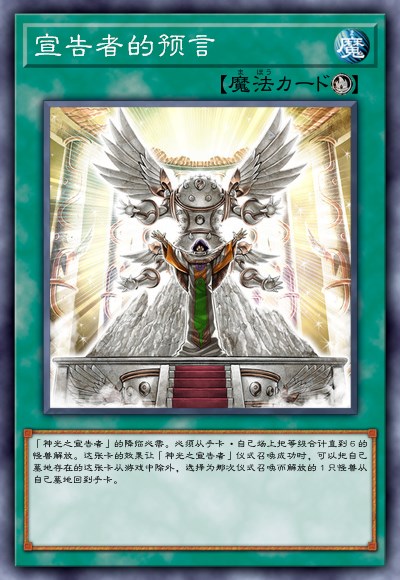 宣告者的预言
魔
【魔法カード】
まほう
「神光之宣告者」的降临必需。必须从手卡·自己场上把等级合计直到6的
怪兽解放。这张卡的效果让「神光之宣告者」仪式召唤成功时,可以把自己
墓地存在的这张卡从游戏中除外,选择为那次仪式召唤而解放的1只怪兽从
自己墓地回到手卡。